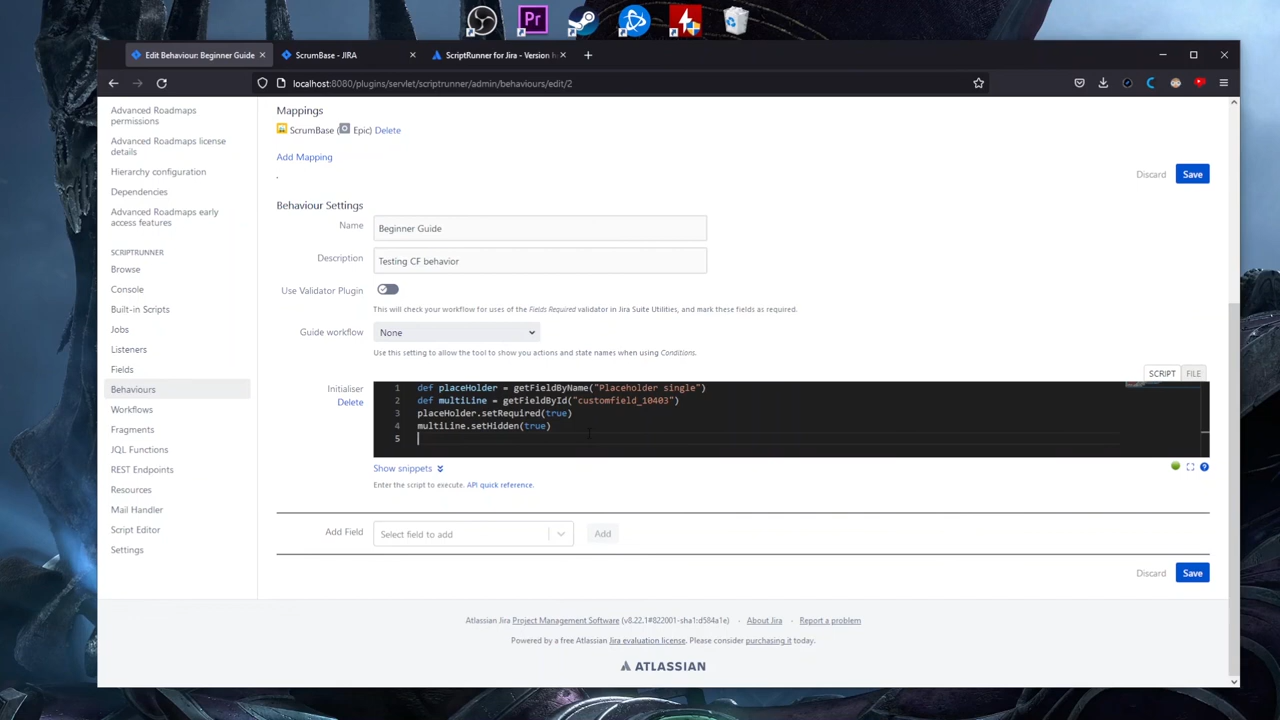 Pr
Edit Behaviour: Beginner Guide
ScrumBase - JIRA
ScriptRunner for Jira - Version h
localhost:8080/plugins/servlet/scriptrunner/admin/behaviours/edit/2
Advanced Roadmaps
permissions
Advanced Roadmaps license
details
Hierarchy configuration
Dependencies
Advanced Roadmaps early
access features
SCRIPTRUNNER
Browse
Console
Built-in Scripts
Jobs
Listeners
Fields
Behaviours
Workflows
Fragments
JQL Functions
REST Endpoints
Resources
Mail Handler
Script Editor
Settings
Mappings
ScrumBase ( Epic) Delete
Add Mapping
.
Discard Save
Behaviour Settings
Name Beginner Guide
Description Testing CF behavior
Use Validator Plugin
This will check your workflow for uses of the Fields Required validator in Jira Suite Utilities, and mark these fields as required.
Guide workflow None
Use this setting to allow the tool to show you actions and state names when using Conditions.
SCRIPT FILE
Initialiser
Delete
1 def placeHolder = getFieldByName("Placeholder single")
2 def multiLine = getFieldById("customfield_10403")
3 placeHolder.setRequired(true)
4 multiLine.setHidden(true)
5
Show snippets
Enter the script to execute. API quick reference.
Add Field Select field to add Add
Discard Save
Atlassian Jira Project Management Software (v8.22.1#822001-sha1:d584a1e) · About Jira · Report a problem
Powered by a free Atlassian Jira evaluation license. Please consider purchasing it today.
ATLASSIAN